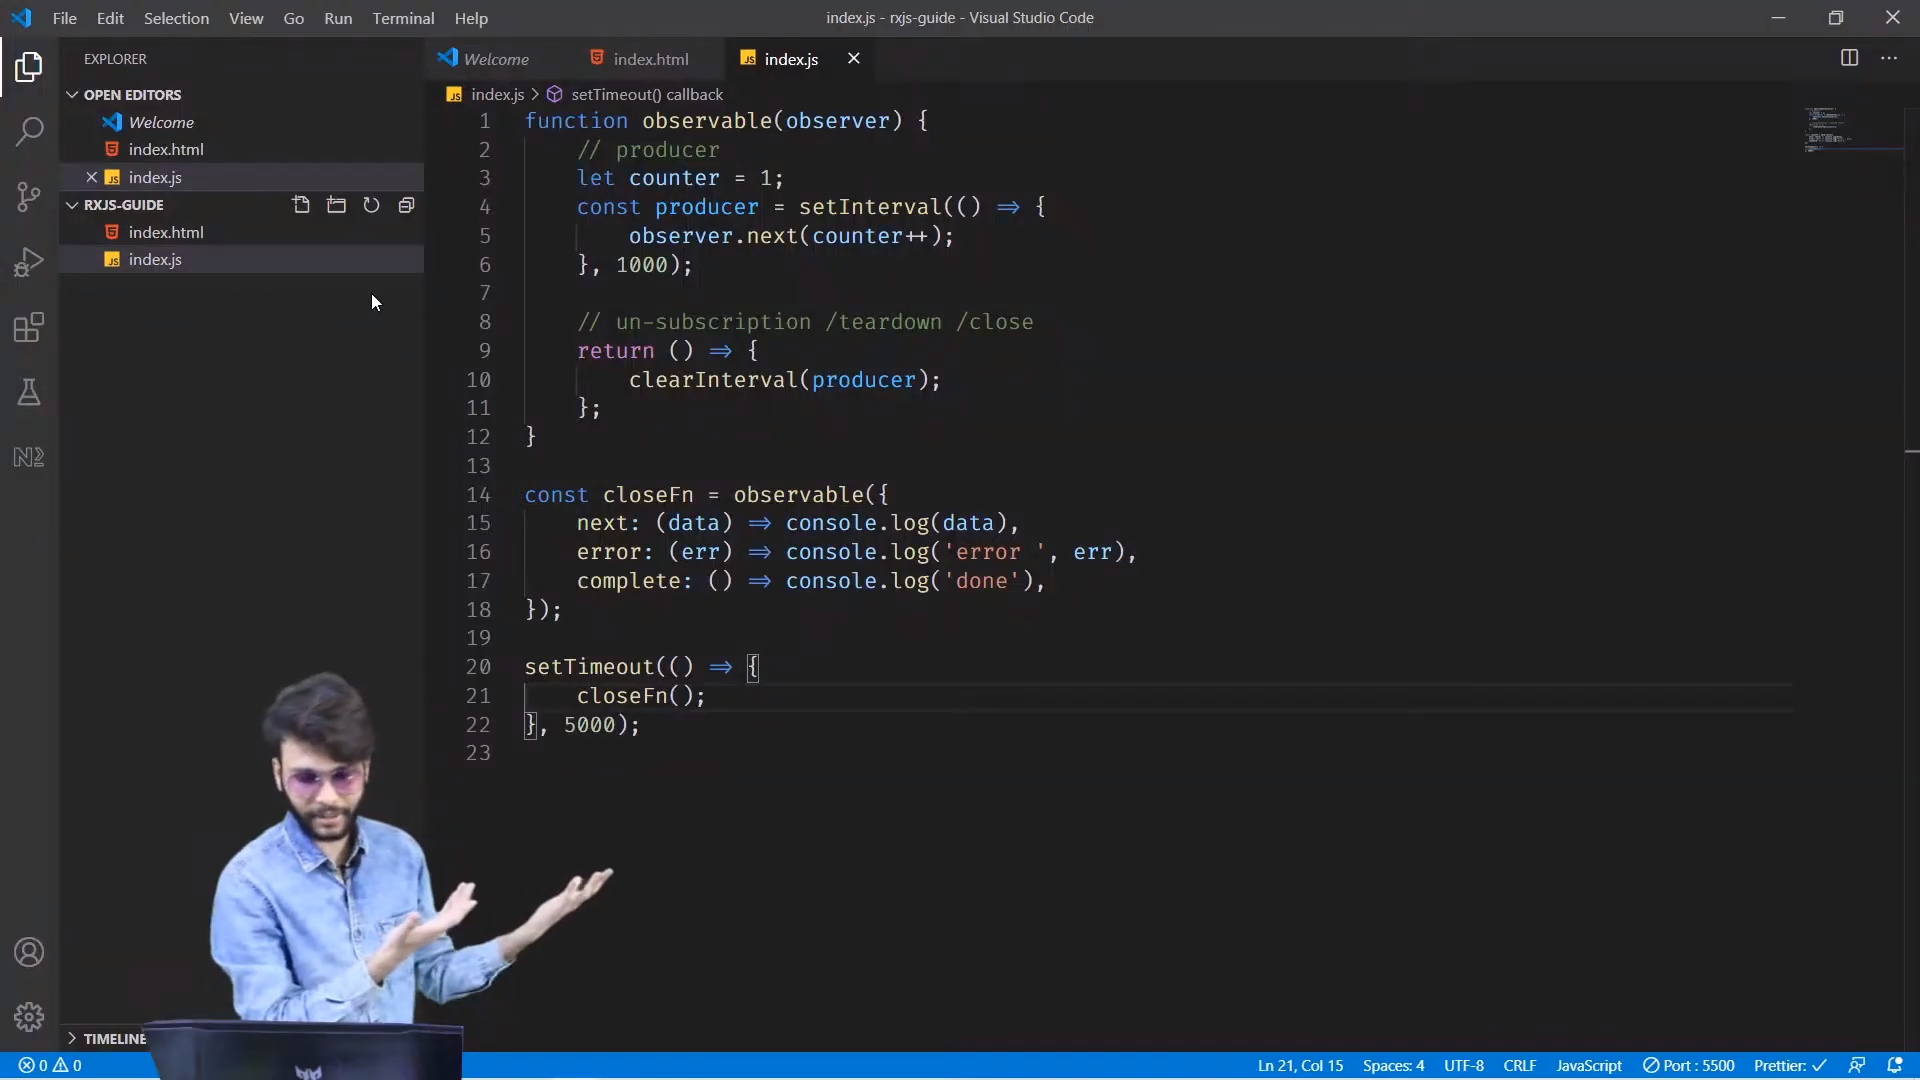 File Edit Selection View Go Run Terminal Help
index.js - rxjs-guide - Visual Studio Code
EXPLORER
OPEN EDITORS
Welcome
index.html
index.js
RXJS-GUIDE
index.html
index.js
TIMELINE
Welcome index.html index.js
index.js > setTimeout() callback
1 function observable(observer) {
2 // producer
3 let counter = 1;
4 const producer = setInterval(() => {
5 observer.next(counter++);
6 }, 1000);
7
8 // un-subscription /teardown /close
9 return () => {
10 clearInterval(producer);
11 };
12 }
13
14 const closeFn = observable({
15 next: (data) => console.log(data),
16 error: (err) => console.log('error ', err),
17 complete: () => console.log('done'),
18 });
19
20 setTimeout(() => {
21 closeFn();
22 }, 5000);
23
0 0 Ln 21, Col 15 Spaces: 4 UTF-8 CRLF JavaScript Port : 5500 Prettier: ✓